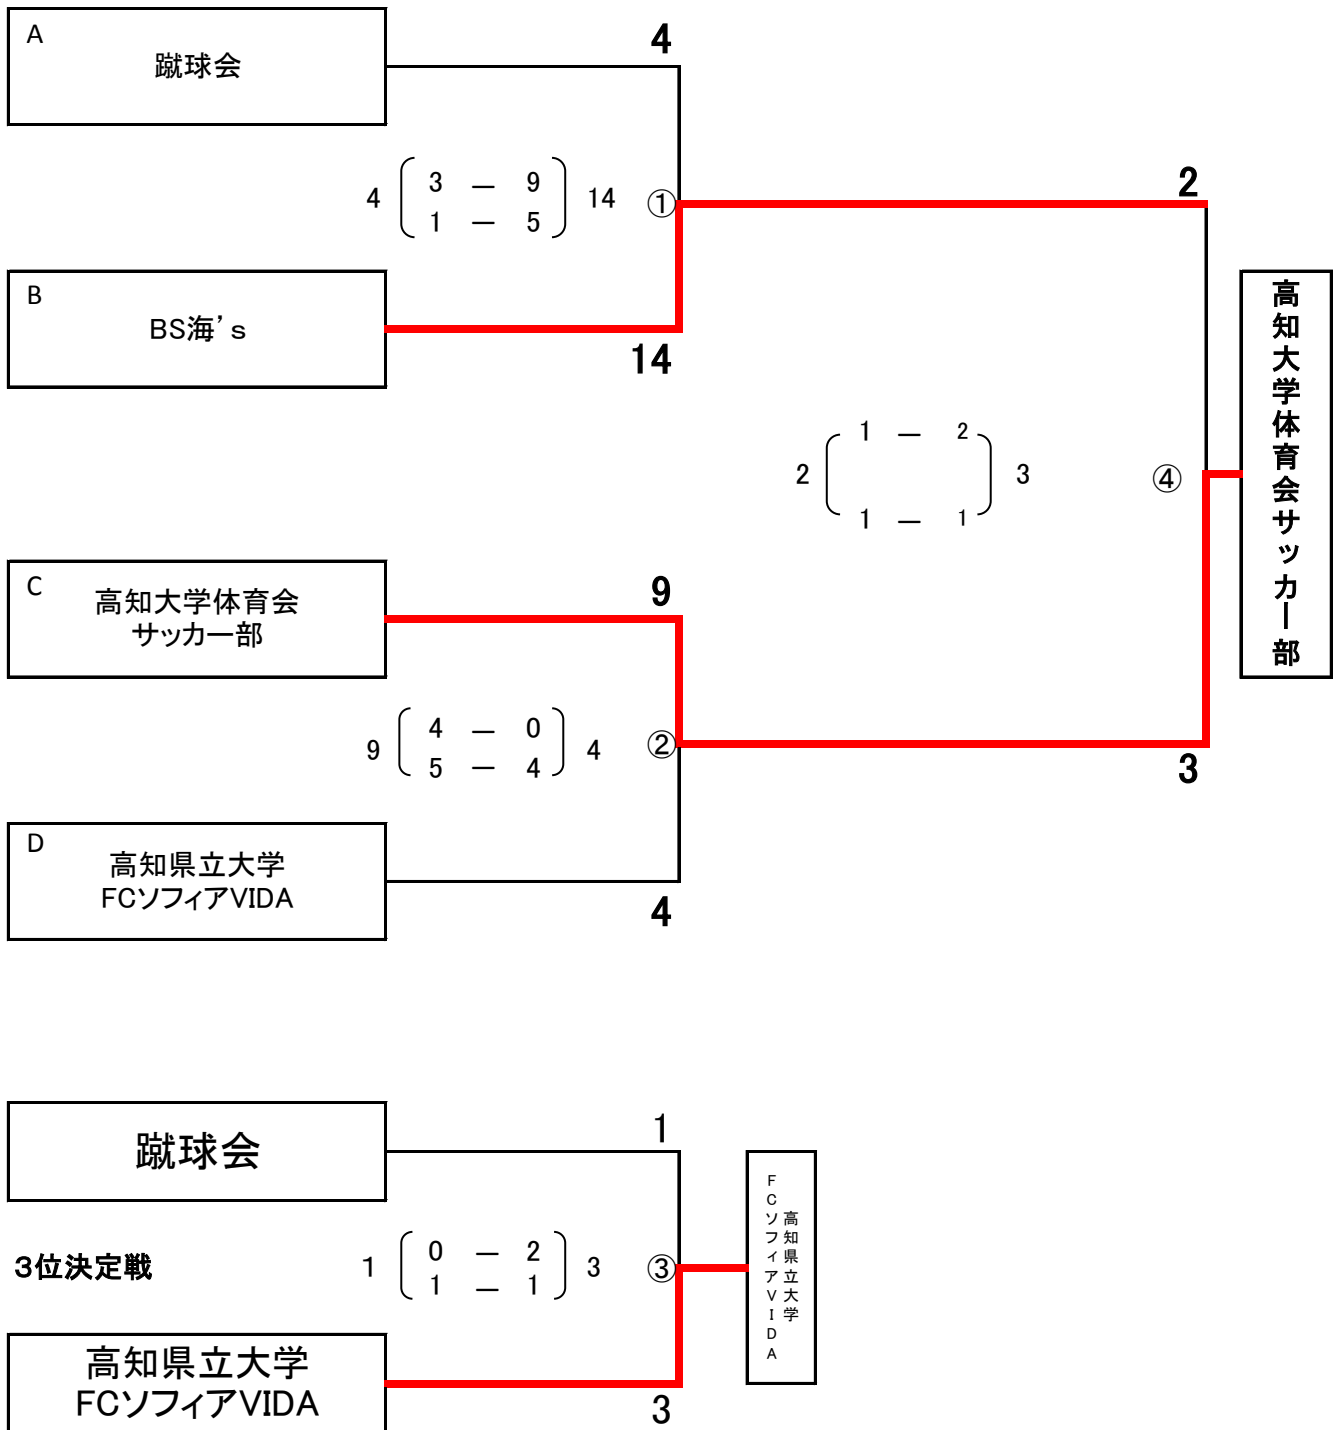 A
蹴球会
4
4 3 ― 9 14
1 ― 5
①
B
BS海’s
14
2
1 ― 2
2 3
1 ― 1
④
高知大学体育会サッカー部
C
高知大学体育会
サッカー部
9
9 4 ― 0 4
5 ― 4
②
3
D
高知県立大学
FCソフィアVIDA
4
蹴球会
1
3位決定戦
1 0 ― 2 3
1 ― 1
③
高知県立大学
FCソフィアVIDA
高知県立大学
FCソフィアVIDA
3